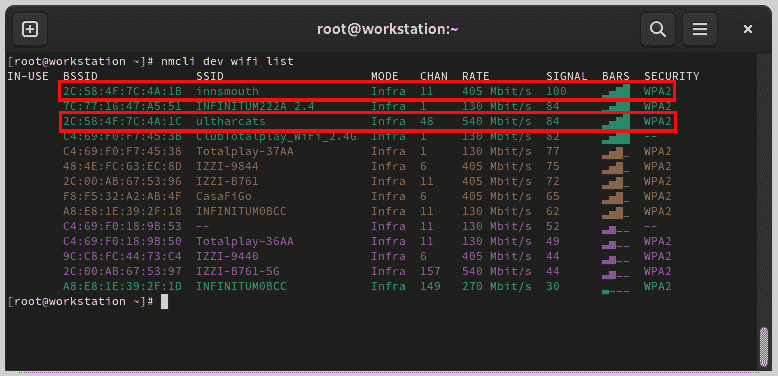 root@workstation:~
[root@workstation ~]# nmcli dev wifi list
IN-USE BSSID SSID MODE CHAN RATE SIGNAL BARS SECURITY
2C:58:4F:7C:4A:1B innsmouth Infra 11 405 Mbit/s 100 ▂▄▆█ WPA2
7C:77:16:47:A5:51 INFINITUM222A_2.4 Infra 1 130 Mbit/s 84 ▂▄▆█ WPA2
2C:58:4F:7C:4A:1C ultharcats Infra 48 540 Mbit/s 84 ▂▄▆█ WPA2
C4:69:F0:F7:45:3B ClubTotalplay_WiFi_2.4G Infra 1 130 Mbit/s 82 ▂▄▆█ --
C4:69:F0:F7:45:38 Totalplay-37AA Infra 1 130 Mbit/s 77 ▂▄▆_ WPA2
48:4E:FC:63:EC:8D IZZI-9844 Infra 6 405 Mbit/s 75 ▂▄▆_ WPA2
2C:00:AB:67:53:96 IZZI-B761 Infra 11 405 Mbit/s 72 ▂▄▆_ WPA2
F8:F5:32:A2:AB:4F CasaFiGo Infra 6 405 Mbit/s 65 ▂▄▆_ WPA2
A8:E8:1E:39:2F:18 INFINITUM0BCC Infra 11 130 Mbit/s 62 ▂▄▆_ WPA2
C4:69:F0:18:9B:53 -- Infra 11 130 Mbit/s 52 ▂▄__ --
C4:69:F0:18:9B:50 Totalplay-36AA Infra 11 130 Mbit/s 49 ▂▄__ WPA2
9C:C8:FC:44:73:C4 IZZI-9440 Infra 6 405 Mbit/s 44 ▂▄__ WPA2
2C:00:AB:67:53:97 IZZI-B761-5G Infra 157 540 Mbit/s 44 ▂▄__ WPA2
A8:E8:1E:39:2F:1D INFINITUM0BCC Infra 149 270 Mbit/s 30 ▂___ WPA2
[root@workstation ~]#